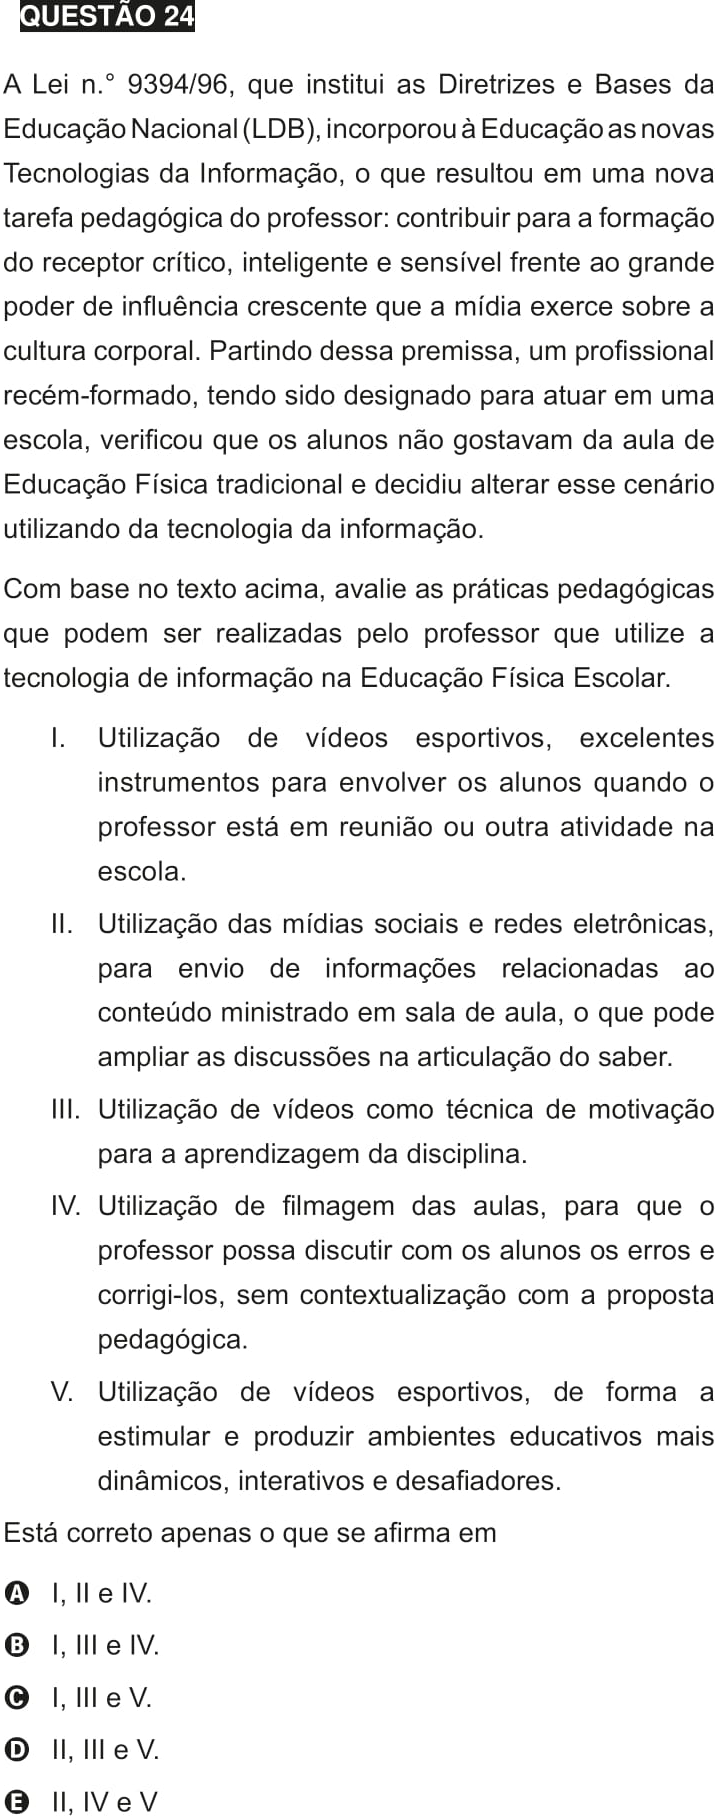 QUESTÃO 24
A Lei n.° 9394/96, que institui as Diretrizes e Bases da
Educação Nacional (LDB), incorporou à Educação as novas
Tecnologias da Informação, o que resultou em uma nova
tarefa pedagógica do professor: contribuir para a formação
do receptor crítico, inteligente e sensível frente ao grande
poder de influência crescente que a mídia exerce sobre a
cultura corporal. Partindo dessa premissa, um profissional
recém-formado, tendo sido designado para atuar em uma
escola, verificou que os alunos não gostavam da aula de
Educação Física tradicional e decidiu alterar esse cenário
utilizando da tecnologia da informação.
Com base no texto acima, avalie as práticas pedagógicas
que podem ser realizadas pelo professor que utilize a
tecnologia de informação na Educação Física Escolar.
I. Utilização de vídeos esportivos, excelentes
instrumentos para envolver os alunos quando o
professor está em reunião ou outra atividade na
escola.
II. Utilização das mídias sociais e redes eletrônicas,
para envio de informações relacionadas ao
conteúdo ministrado em sala de aula, o que pode
ampliar as discussões na articulação do saber.
III. Utilização de vídeos como técnica de motivação
para a aprendizagem da disciplina.
IV. Utilização de filmagem das aulas, para que o
professor possa discutir com os alunos os erros e
corrigi-los, sem contextualização com a proposta
pedagógica.
V. Utilização de vídeos esportivos, de forma a
estimular e produzir ambientes educativos mais
dinâmicos, interativos e desafiadores.
Está correto apenas o que se afirma em
A I, II e IV.
B I, III e IV.
C I, III e V.
D II, III e V.
E II, IV e V